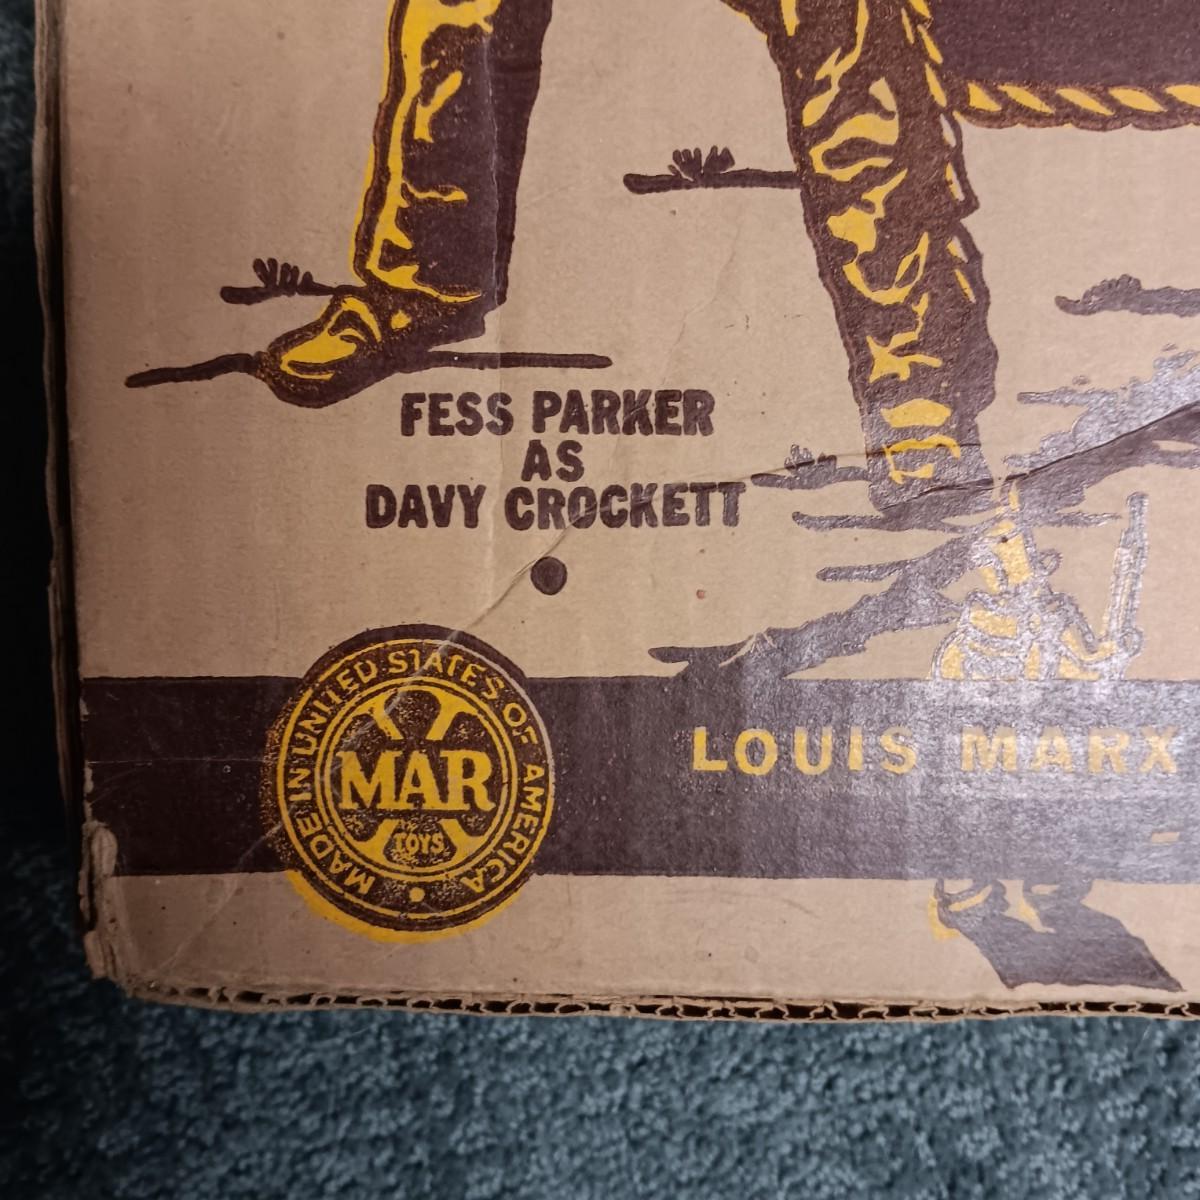 FESS PARKER
AS
DAVY CROCKETT
MADE IN UNITED STATES OF AMERICA
MAR
TOYS
LOUIS MARX